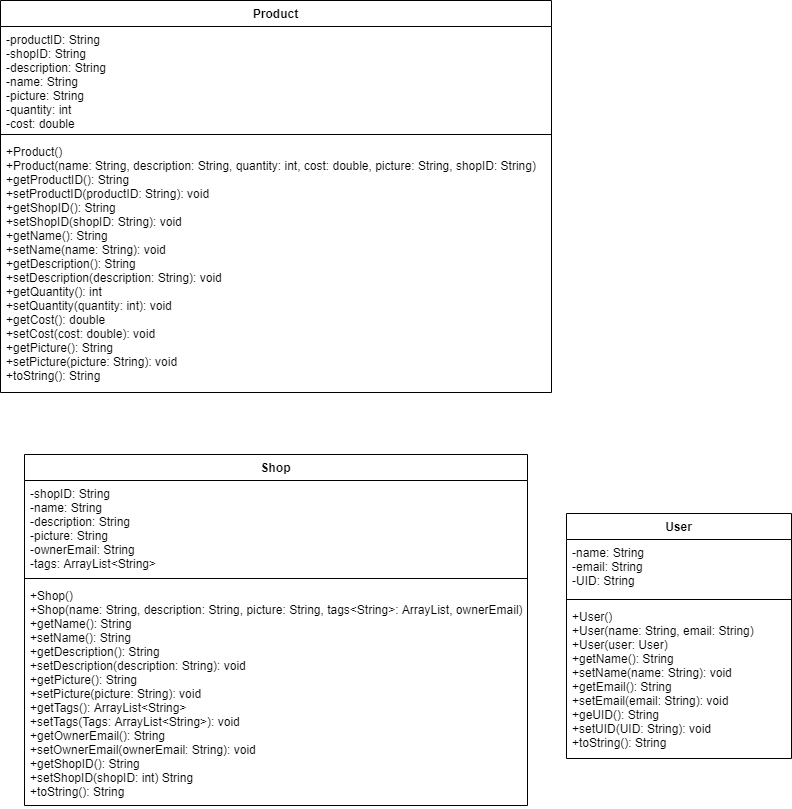 Product
-productID: String
-shopID: String
-description: String
-name: String
-picture: String
-quantity: int
-cost: double
+Product()
+Product(name: String, description: String, quantity: int, cost: double, picture: String, shopID: String)
+getProductID(): String
+setProductID(productID: String): void
+getShopID(): String
+setShopID(shopID: String): void
+getName(): String
+setName(name: String): void
+getDescription(): String
+setDescription(description: String): void
+getQuantity(): int
+setQuantity(quantity: int): void
+getCost(): double
+setCost(cost: double): void
+getPicture(): String
+setPicture(picture: String): void
+toString(): String
Shop
-shopID: String
-name: String
-description: String
-picture: String
-ownerEmail: String
-tags: ArrayList<String>
+Shop()
+Shop(name: String, description: String, picture: String, tags<String>: ArrayList, ownerEmail)
+getName(): String
+setName(): String
+getDescription(): String
+setDescription(description: String): void
+getPicture(): String
+setPicture(picture: String): void
+getTags(): ArrayList<String>
+setTags(Tags: ArrayList<String>): void
+getOwnerEmail(): String
+setOwnerEmail(ownerEmail: String): void
+getShopID(): String
+setShopID(shopID: int) String
+toString(): String
User
-name: String
-email: String
-UID: String
+User()
+User(name: String, email: String)
+User(user: User)
+getName(): String
+setName(name: String): void
+getEmail(): String
+setEmail(email: String): void
+geUID(): String
+setUID(UID: String): void
+toString(): String